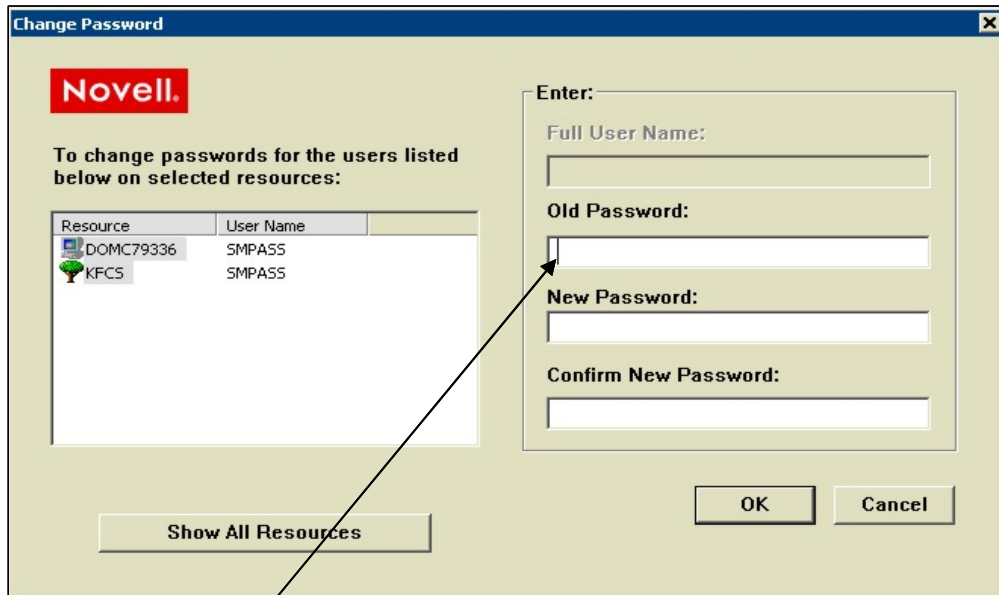 Change Password
Novell.
To change passwords for the users listed
below on selected resources:
Resource User Name
DOMC79336 SMPASS
KFCS SMPASS
Show All Resources
Enter:
Full User Name:
Old Password:
New Password:
Confirm New Password:
OK Cancel